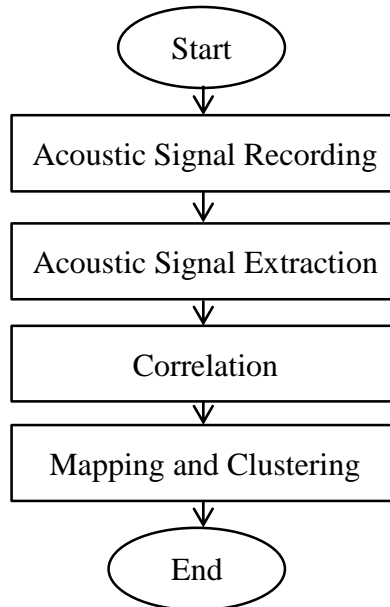 Start
Acoustic Signal Recording
Acoustic Signal Extraction
Correlation
Mapping and Clustering
End